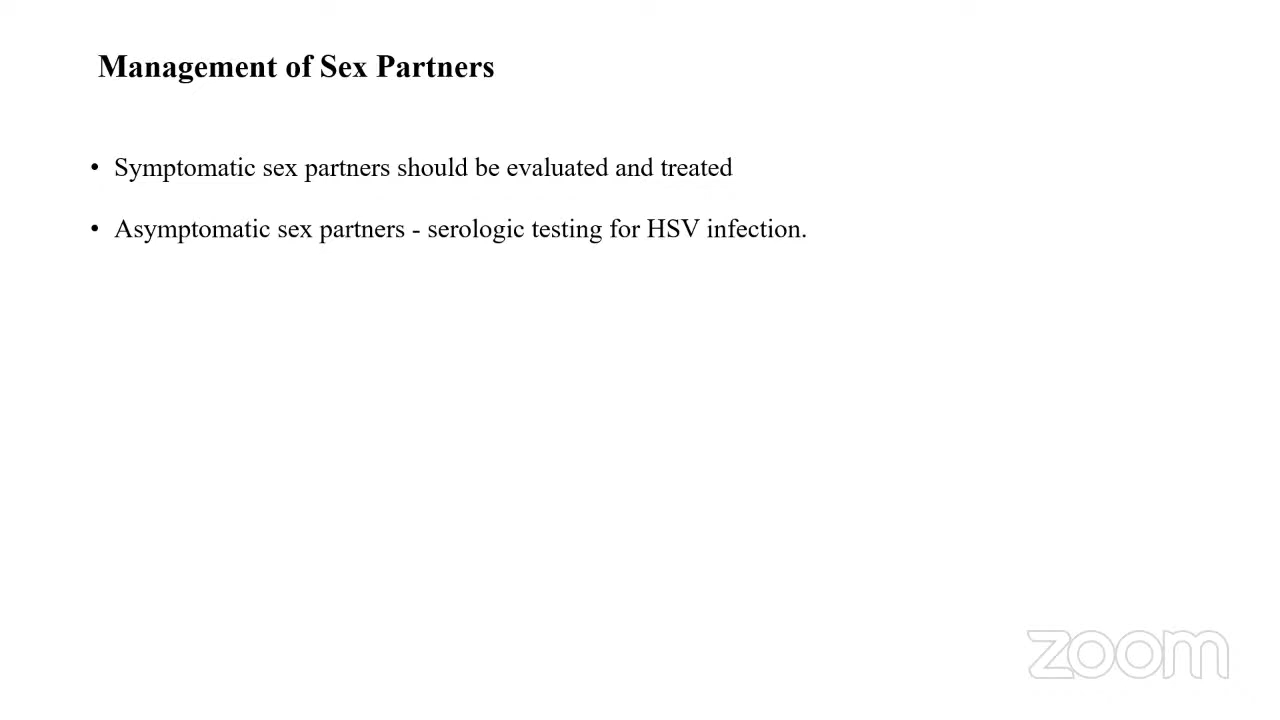 Management of Sex Partners
• Symptomatic sex partners should be evaluated and treated
• Asymptomatic sex partners - serologic testing for HSV infection.
zoom